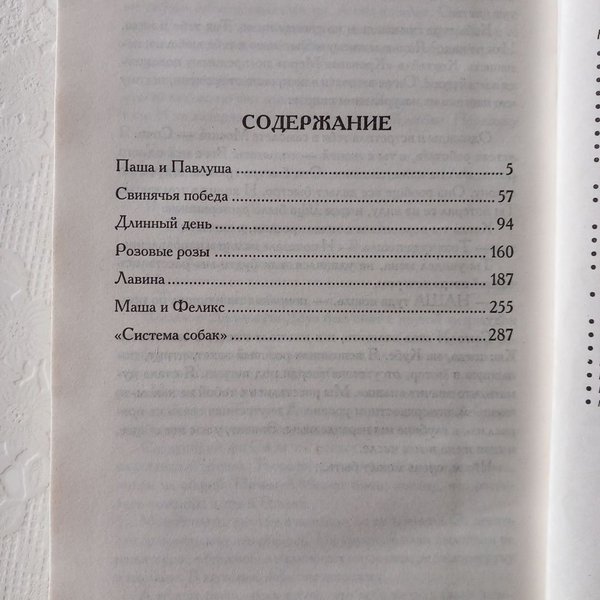 СОДЕРЖАНИЕ
Паша и Павлуша ........ 5
Свинячья победа ........ 57
Длинный день ........ 94
Розовые розы ........ 160
Лавина ........ 187
Маша и Феликс ........ 255
«Система собак» ........ 287